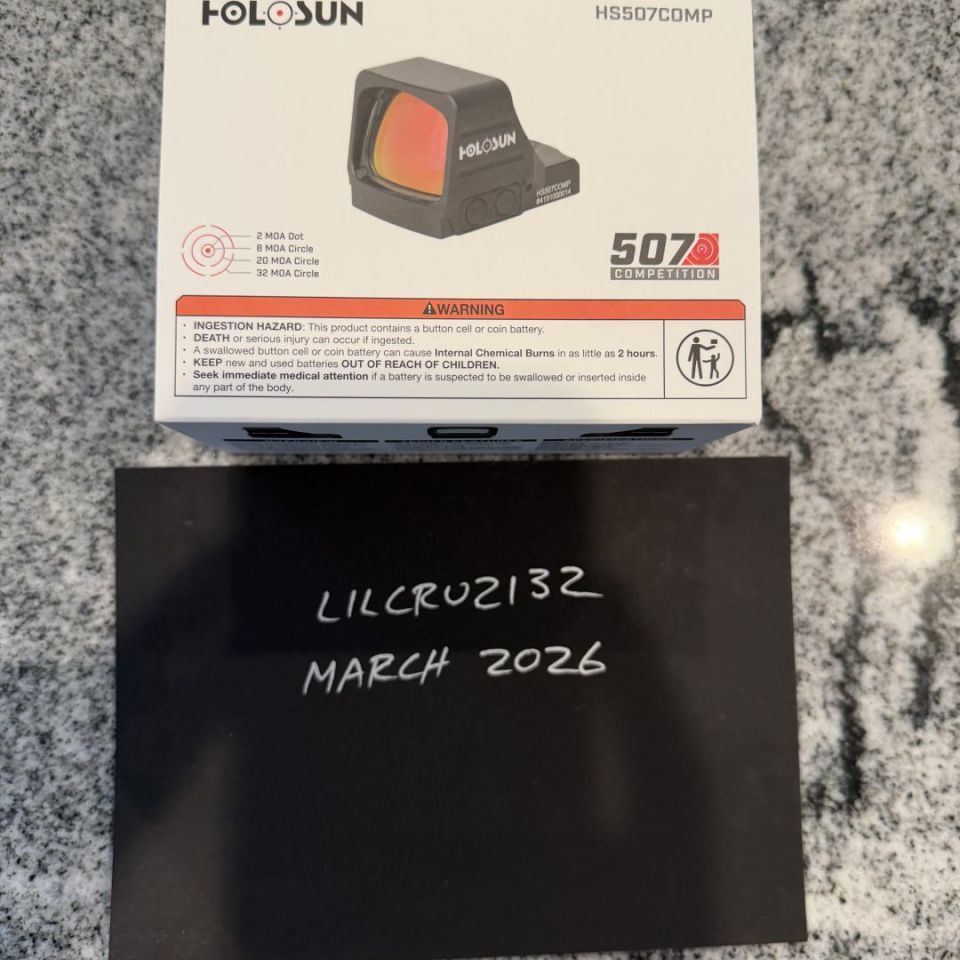 HOLOSUN
HS507COMP
HOLOSUN
HS507COMP
#4191000014
2 MOA Dot
8 MOA Circle
20 MOA Circle
32 MOA Circle
507
COMPETITION
WARNING
• INGESTION HAZARD: This product contains a button cell or coin battery.
• DEATH or serious injury can occur if ingested.
• A swallowed button cell or coin battery can cause Internal Chemical Burns in as little as 2 hours.
• KEEP new and used batteries OUT OF REACH OF CHILDREN.
• Seek immediate medical attention if a battery is suspected to be swallowed or inserted inside
any part of the body.
LILCRUZ132
MARCH 2026